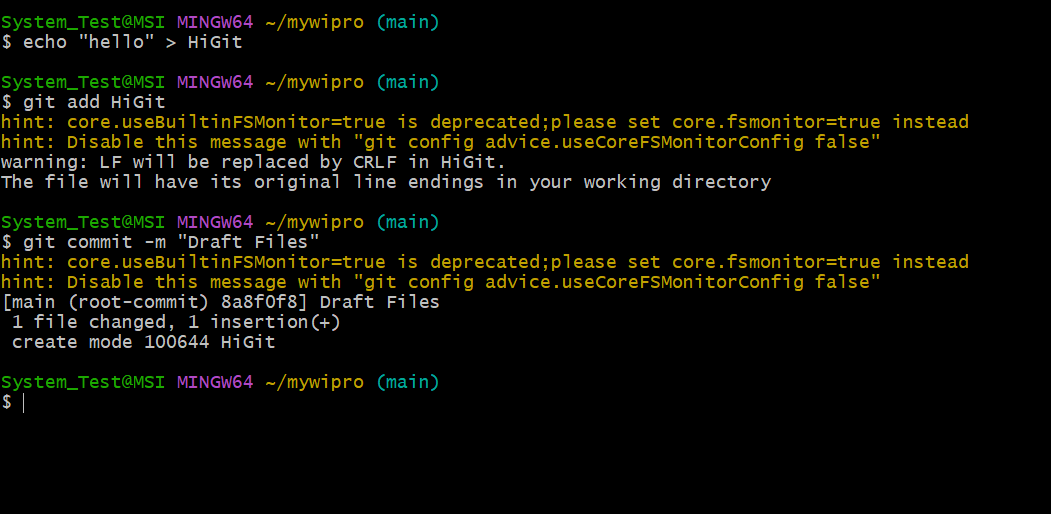 System_Test@MSI MINGW64 ~/mywipro (main)
$ echo "hello" > HiGit
System_Test@MSI MINGW64 ~/mywipro (main)
$ git add HiGit
hint: core.useBuiltinFSMonitor=true is deprecated;please set core.fsmonitor=true instead
hint: Disable this message with "git config advice.useCoreFSMonitorConfig false"
warning: LF will be replaced by CRLF in HiGit.
The file will have its original line endings in your working directory
System_Test@MSI MINGW64 ~/mywipro (main)
$ git commit -m "Draft Files"
hint: core.useBuiltinFSMonitor=true is deprecated;please set core.fsmonitor=true instead
hint: Disable this message with "git config advice.useCoreFSMonitorConfig false"
[main (root-commit) 8a8f0f8] Draft Files
 1 file changed, 1 insertion(+)
 create mode 100644 HiGit
System_Test@MSI MINGW64 ~/mywipro (main)
$